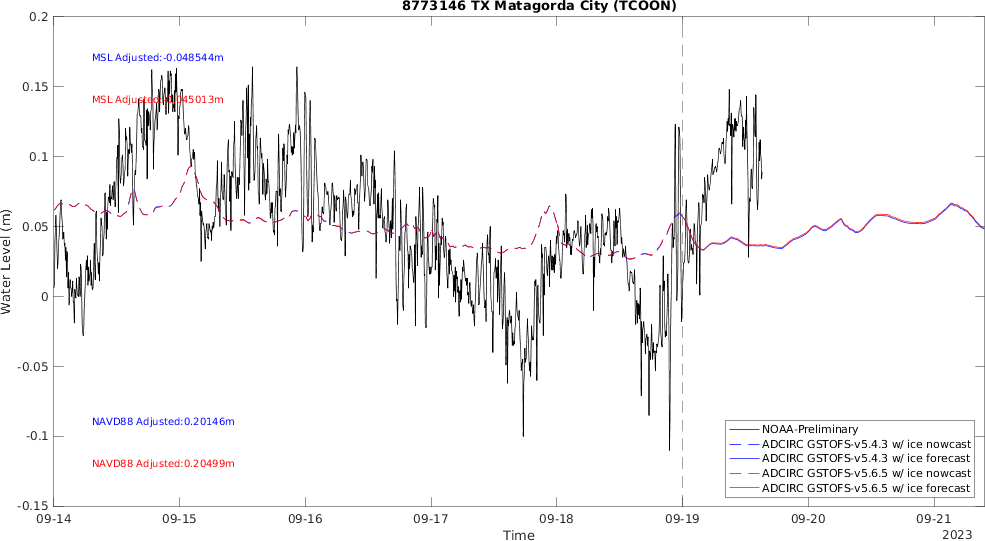 8773146 TX Matagorda City (TCOON)
0.2
0.15
0.1
0.05
0
-0.05
-0.1
-0.15
Water Level (m)
MSL Adjusted:-0.048544m
MSL Adjusted:-0.045013m
NAVD88 Adjusted:0.20146m
NAVD88 Adjusted:0.20499m
NOAA-Preliminary
ADCIRC GSTOFS-v5.4.3 w/ ice nowcast
ADCIRC GSTOFS-v5.4.3 w/ ice forecast
ADCIRC GSTOFS-v5.6.5 w/ ice nowcast
ADCIRC GSTOFS-v5.6.5 w/ ice forecast
09-14 09-15 09-16 09-17 09-18 09-19 09-20 09-21
Time
2023